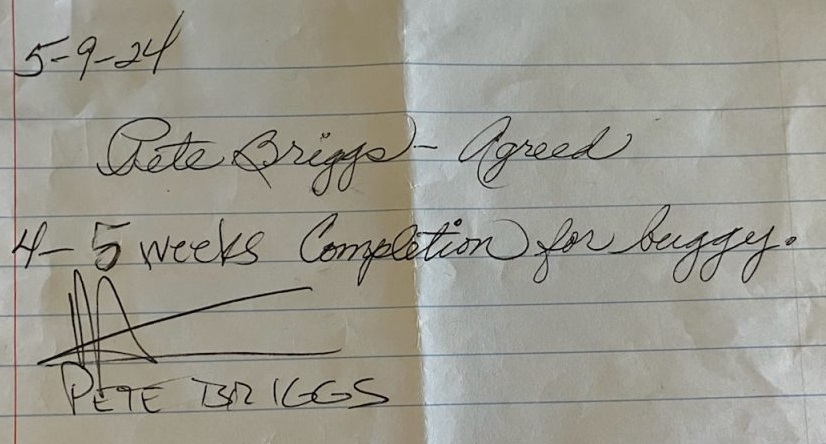 5-9-24
Pete Briggs - Agreed
4-5 weeks Completion for buggy.
PETE BRIGGS